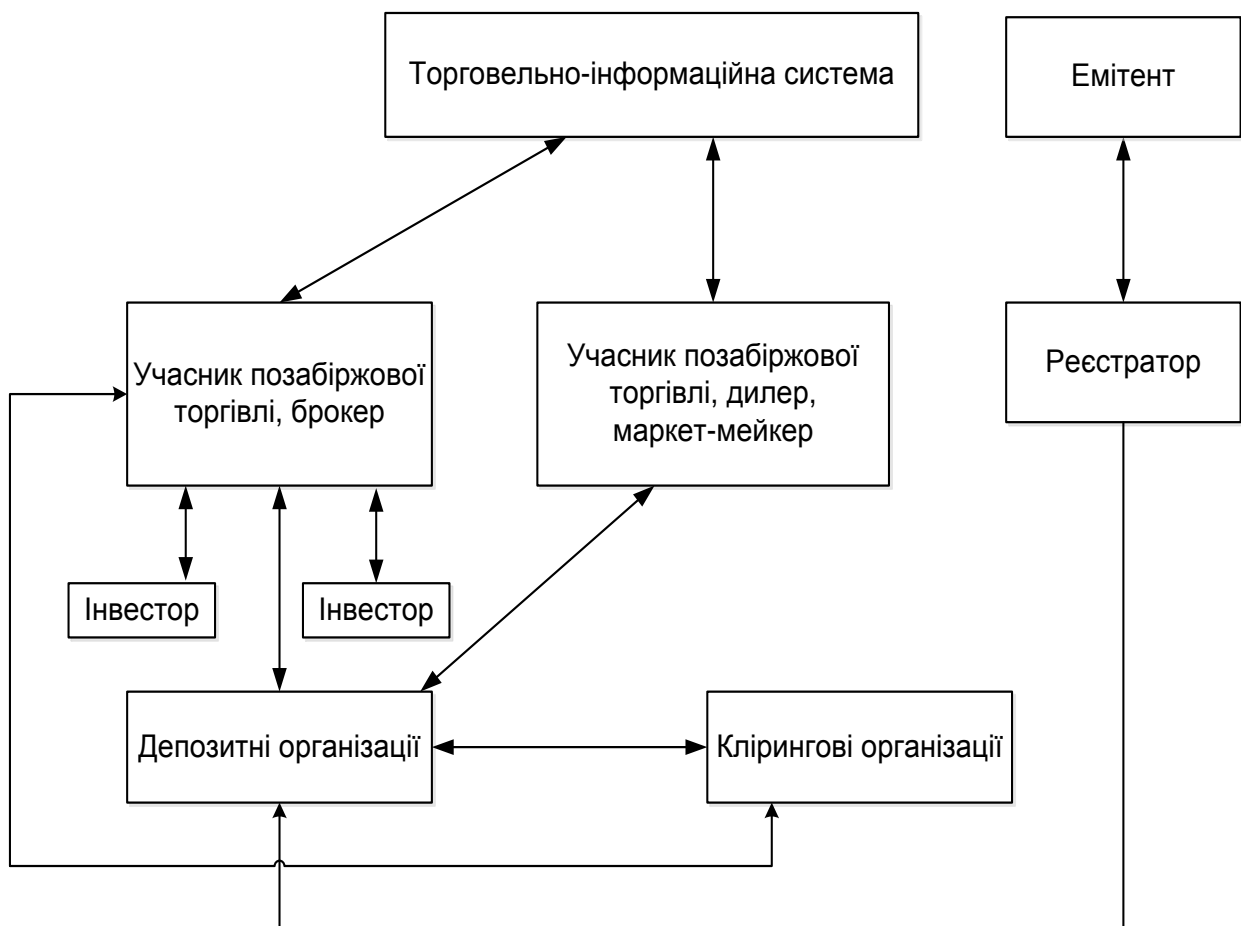 Торговельно-інформаційна система
Емітент
Учасник позабіржової
торгівлі, брокер
Учасник позабіржової
торгівлі, дилер,
маркет-мейкер
Реєстратор
Інвестор
Інвестор
Депозитні організації
Клірингові організації